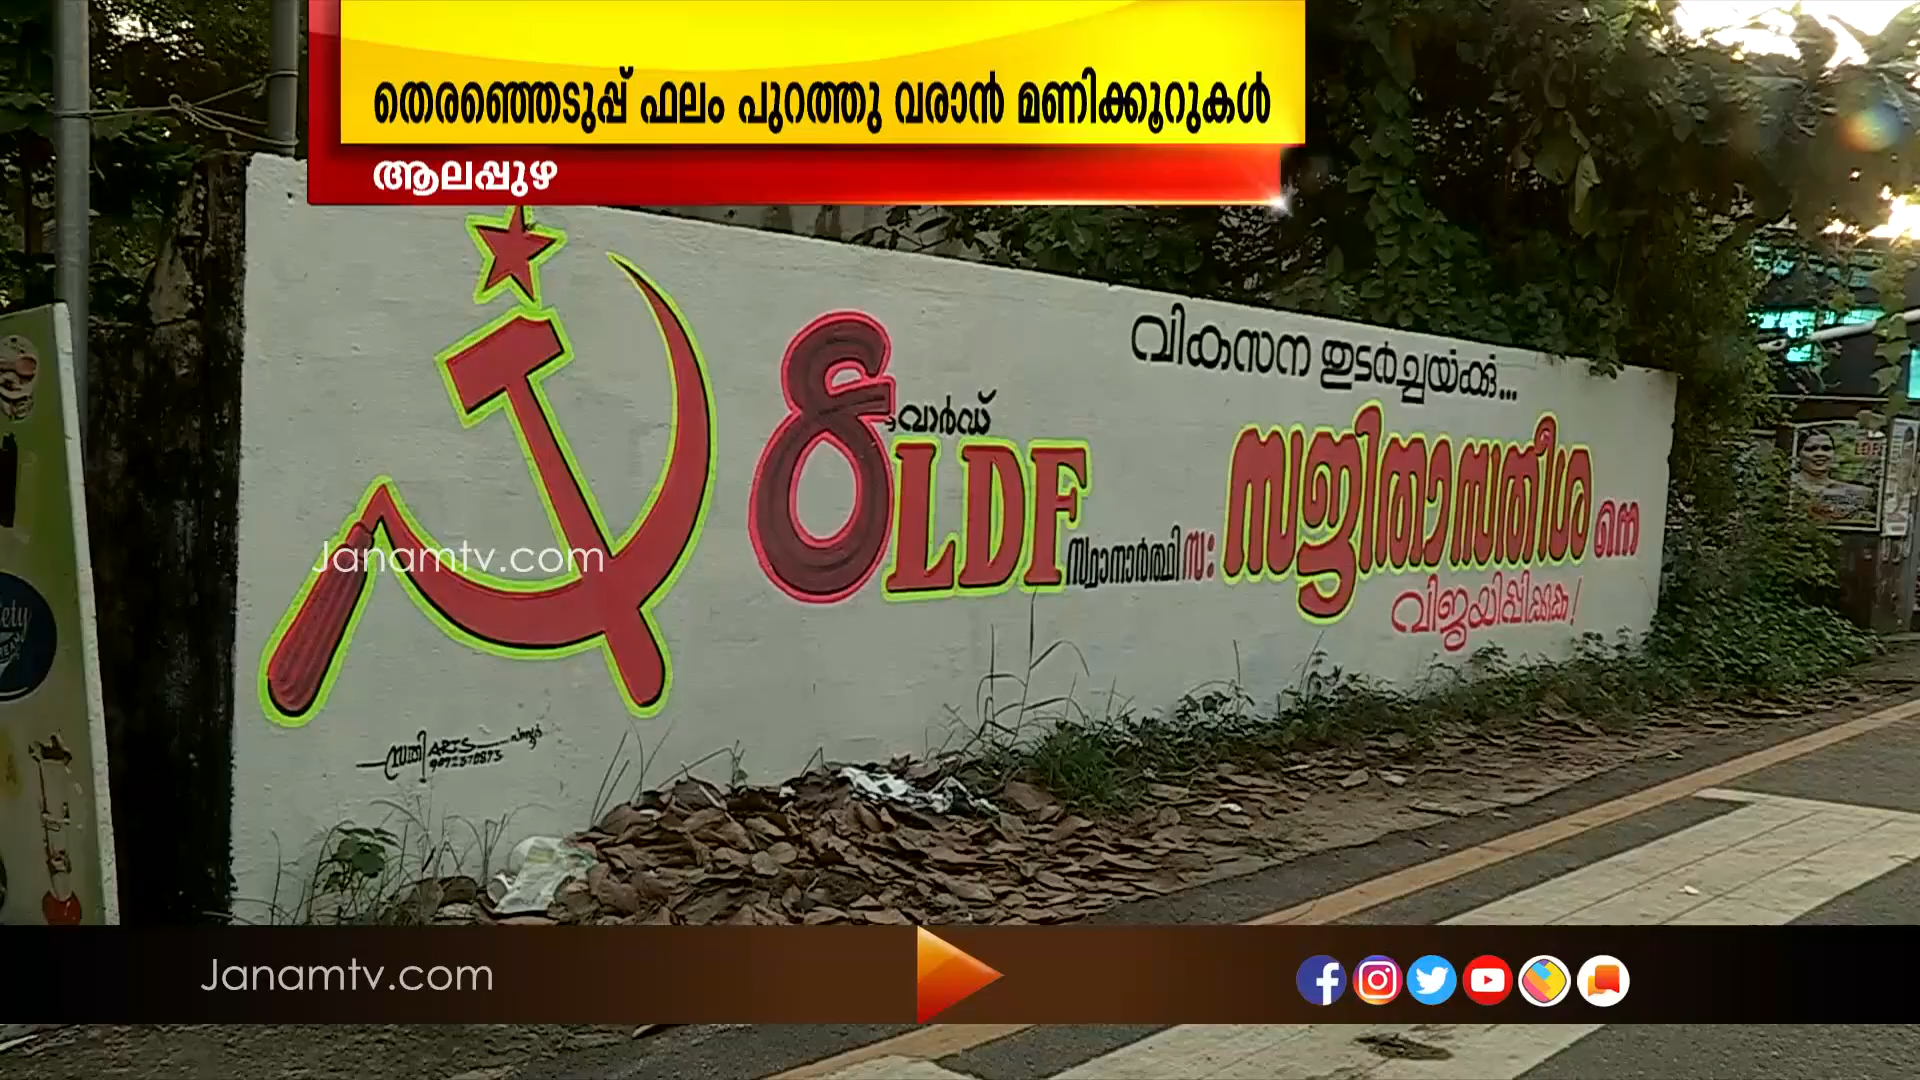 തെരഞ്ഞെടുപ്പ് ഫലം പുറത്തു വരാൻ മണിക്കൂറുകൾ
ആലപ്പുഴ
വികസന തുടർച്ചയ്ക്കു്...
8 വാർഡ്
LDF സ്ഥാനാർത്ഥി സ: സജിതാ സതീശ നെ
വിജയിപ്പിക്കുക!
Janamtv.com
ARTS
Janamtv.com